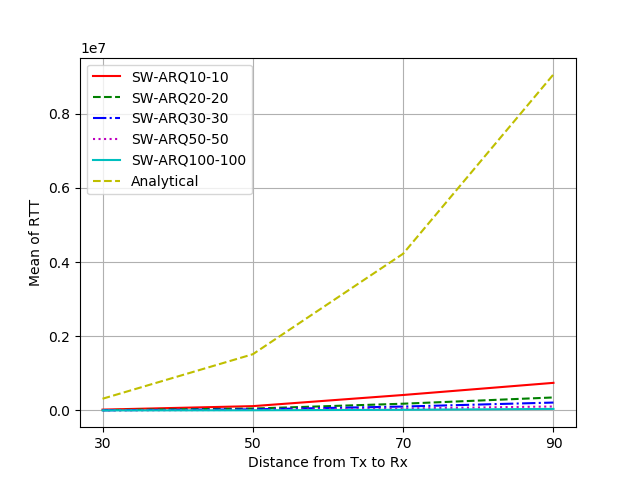 1e7
SW-ARQ10-10
SW-ARQ20-20
SW-ARQ30-30
SW-ARQ50-50
SW-ARQ100-100
Analytical
0.8
0.6
0.4
0.2
0.0
Mean of RTT
30 50 70 90
Distance from Tx to Rx